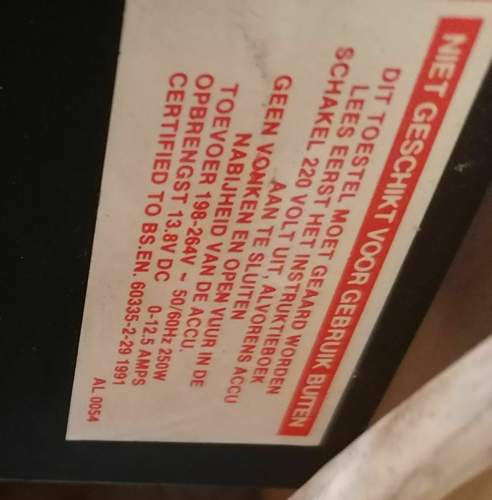 NIET GESCHIKT VOOR GEBRUIK BUITEN
DIT TOESTEL MOET GEAARD WORDEN
LEES EERST HET INSTRUKTIEBOEK
SCHAKEL 220 VOLT UIT, ALVORENS ACCU
AAN TE SLUITEN
GEEN VONKEN EN OPEN VUUR IN DE
NABIJHEID VAN DE ACCU.
TOEVOER 198-264V ~ 50/60Hz 250W
OPBRENGST 13.8V DC 0-12.5 AMPS
CERTIFIED TO BS.EN. 60335-2-29 1991
AL 0054